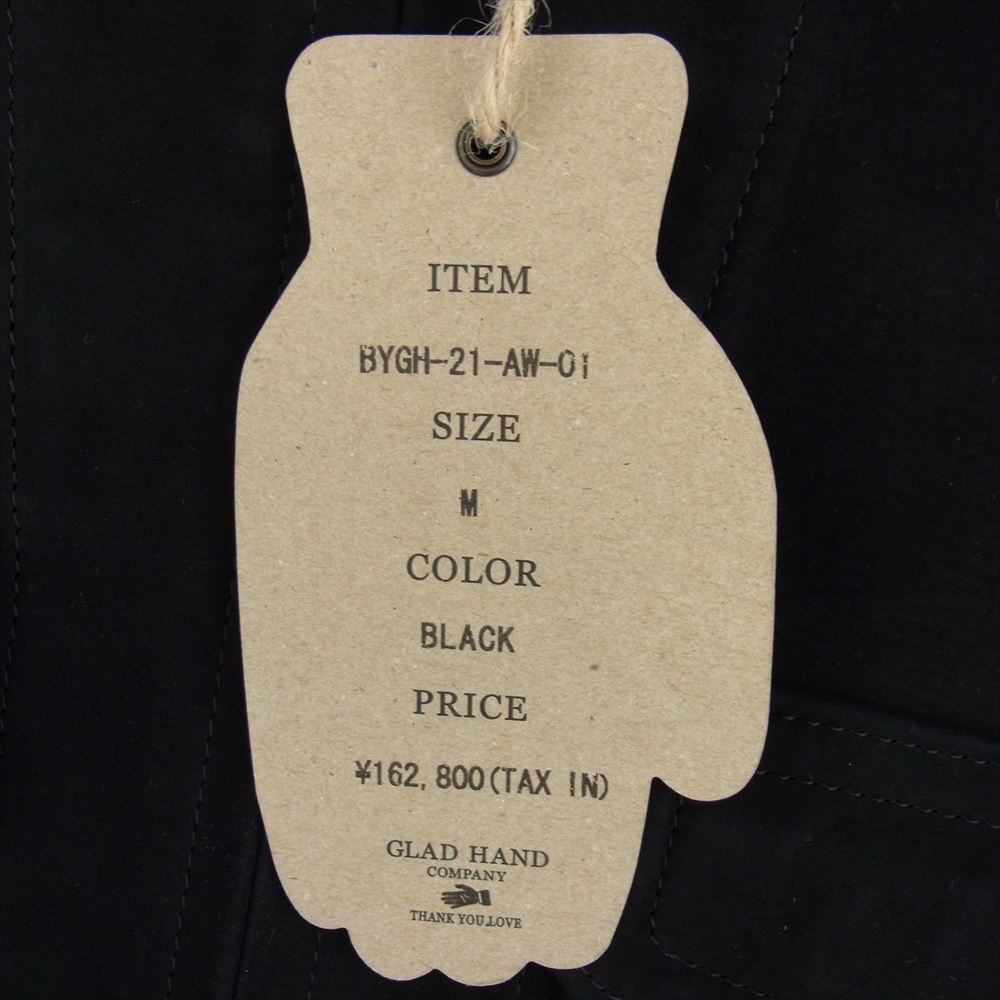 ITEM
BYGH-21-AW-01
SIZE
M
COLOR
BLACK
PRICE
¥162,800(TAX IN)
GLAD HAND
COMPANY
THANK YOU,LOVE